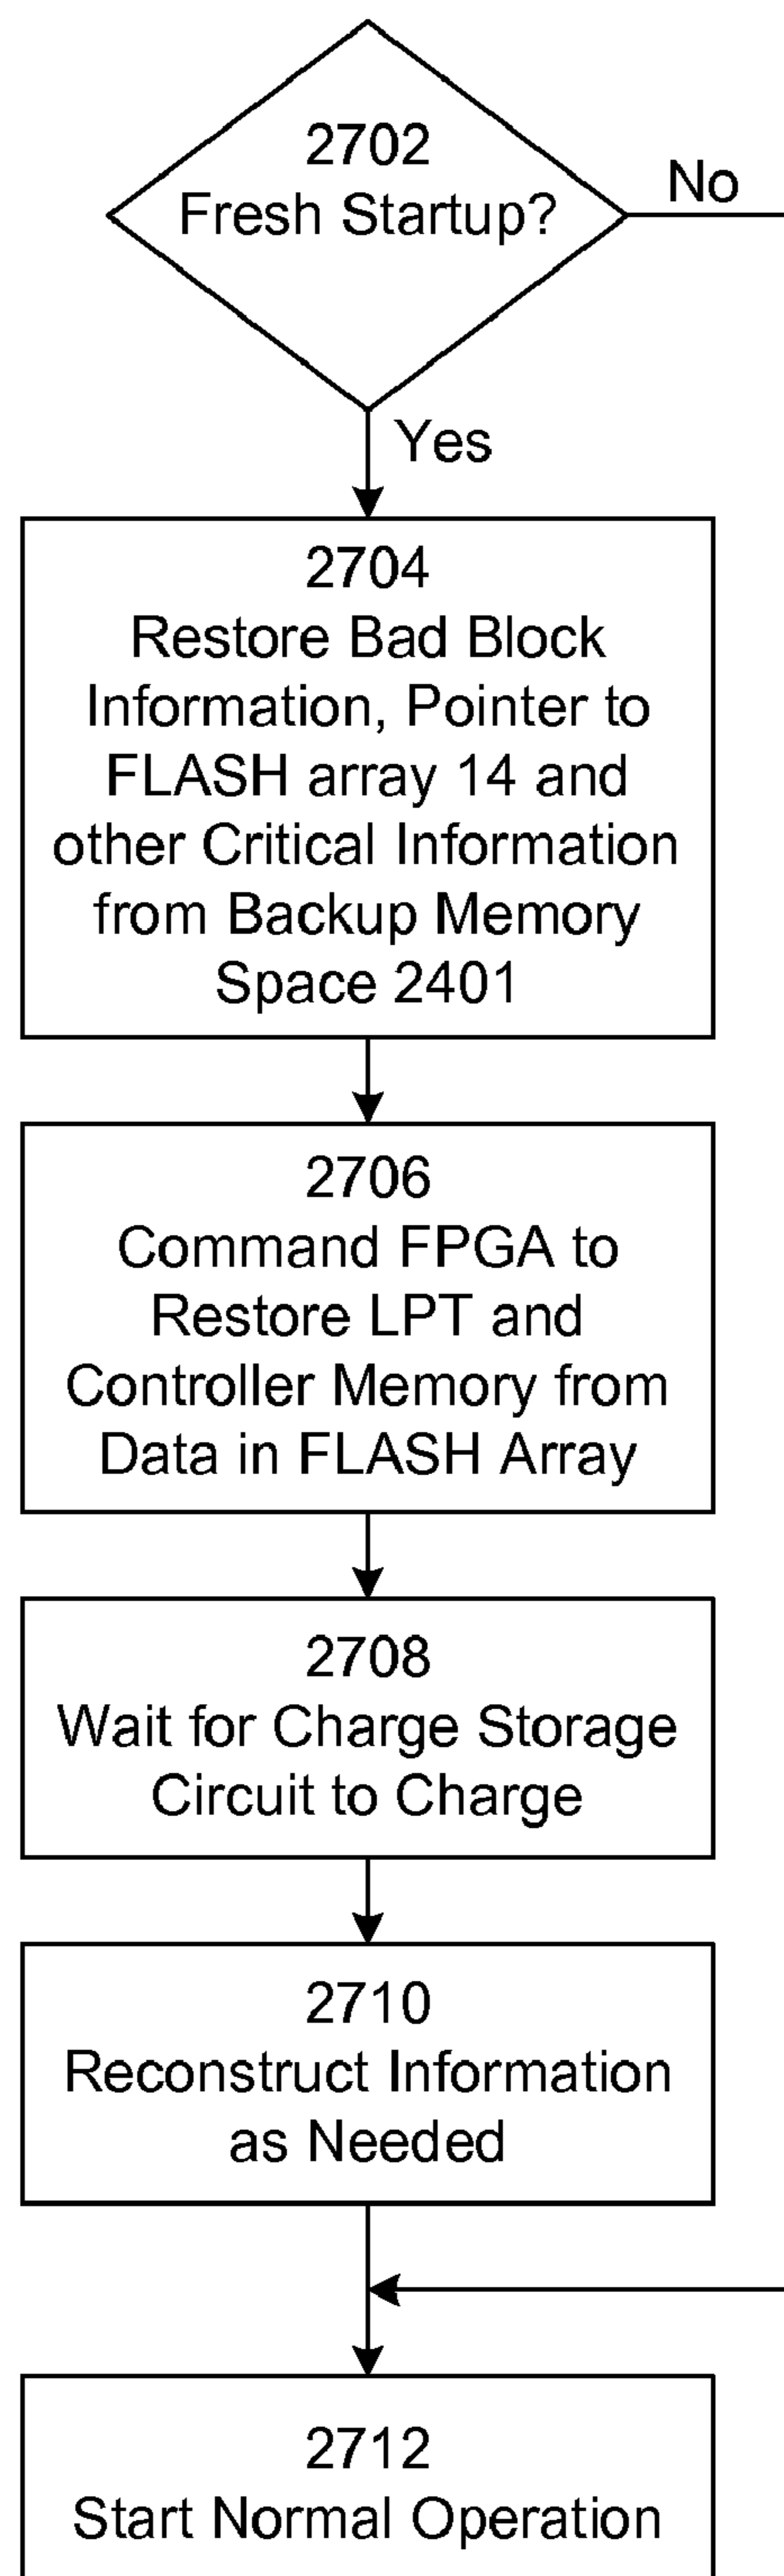 2702
Fresh Startup?
No
Yes
2704
Restore Bad Block
Information, Pointer to
FLASH array 14 and
other Critical Information
from Backup Memory
Space 2401
2706
Command FPGA to
Restore LPT and
Controller Memory from
Data in FLASH Array
2708
Wait for Charge Storage
Circuit to Charge
2710
Reconstruct Information
as Needed
2712
Start Normal Operation